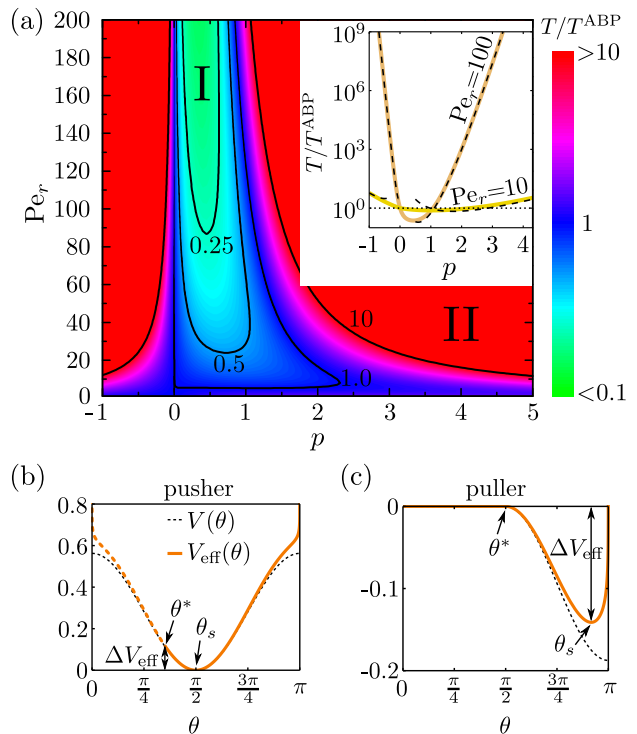 (a)
T/T^ABP
200
180
160
140
120
100
80
60
40
20
0
Pe_r
-1
0
1
2
3
4
5
p
I
II
0.25
0.5
1.0
10
10^9
10^6
10^3
10^0
T/T^ABP
-1
0
1
2
3
4
p
Pe_r=100
Pe_r=10
>10
1
<0.1
(b)
pusher
0.8
0.6
0.4
0.2
0
V(θ)
V_eff(θ)
θ*
θ_s
ΔV_eff
0
π/4
π/2
3π/4
π
θ
(c)
puller
0
-0.1
-0.2
θ*
ΔV_eff
θ_s
0
π/4
π/2
3π/4
π
θ